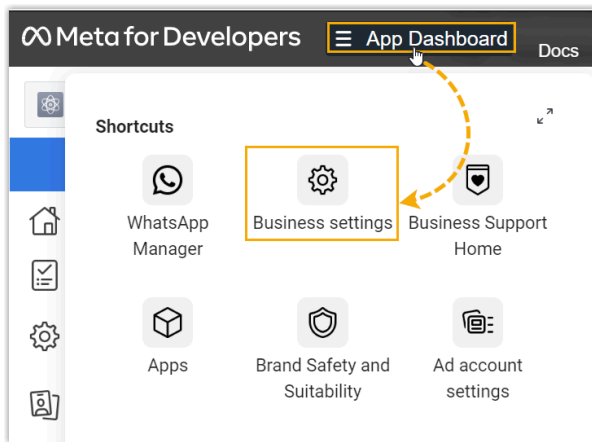 Meta for Developers
App Dashboard
Docs
Shortcuts
WhatsApp
Manager
Business settings
Business Support
Home
Apps
Brand Safety and
Suitability
Ad account
settings